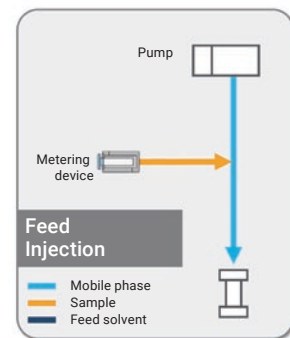 Pump
Metering
device
Feed
Injection
Mobile phase
Sample
Feed solvent